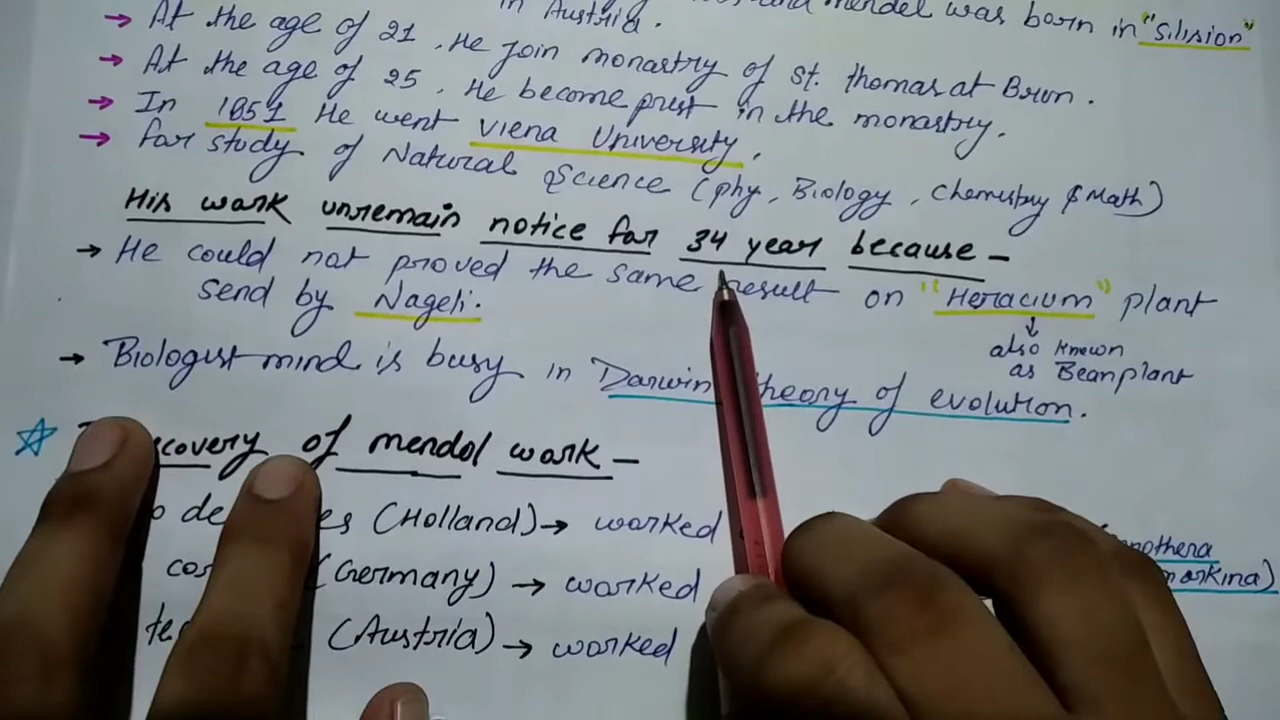 mendel was born in "Silision"
in Austria.
→ At the age of 21, He join monastry of St. thomas at Brun.
→ At the age of 25, He become prest in the monastry.
→ In 1851 He went Viena University,
→ for study of Natural Science (phy, Biology, Chemistry & Math)
His work unremain notice for 34 year because -
→ He could not proved the same result on "Heracium" plant
send by Nageli.
↓
also known
as Beanplant
→ Biologist mind is busy in Darwin theory of evolution.
covery of mendel work -
(Holland) → worked
(Germany) → worked
(Austria) → worked